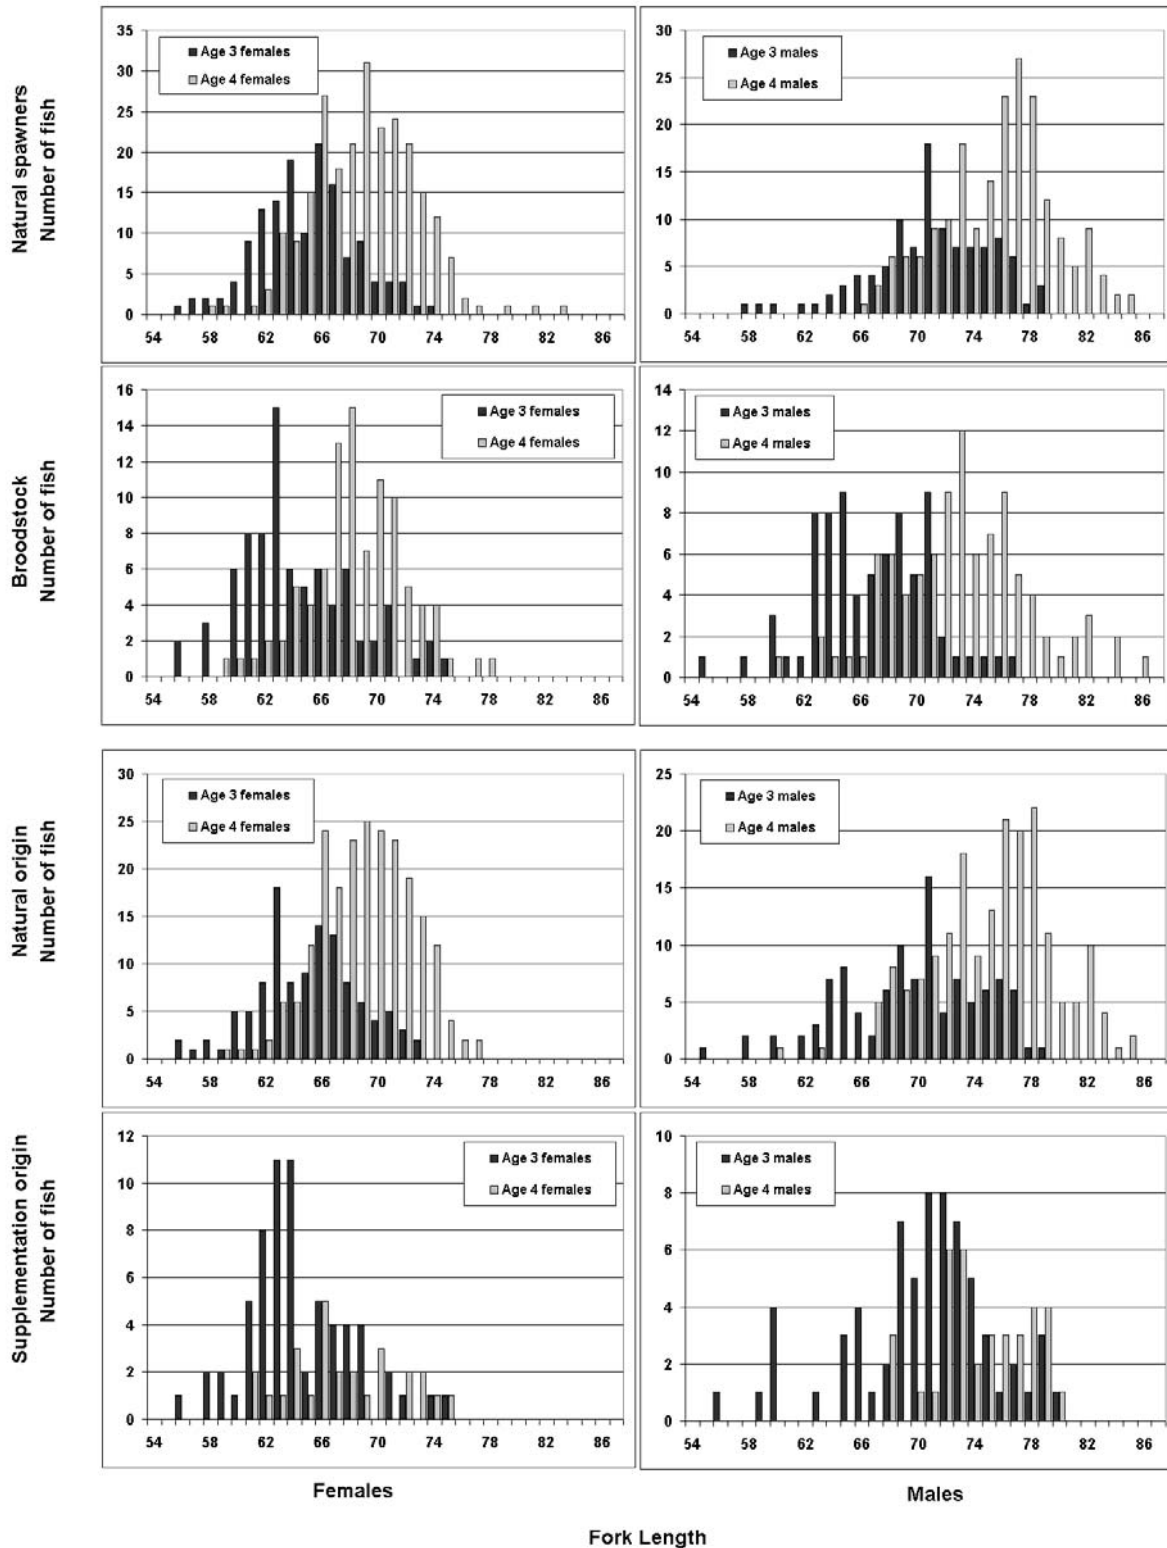 Natural spawners
Number of fish
35
30
25
20
15
10
5
0
Age 3 females
Age 4 females
54 58 62 66 70 74 78 82 86
30
25
20
15
10
5
0
Age 3 males
Age 4 males
54 58 62 66 70 74 78 82 86
Broodstock
Number of fish
16
14
12
10
8
6
4
2
0
Age 3 females
Age 4 females
54 58 62 66 70 74 78 82 86
14
12
10
8
6
4
2
0
Age 3 males
Age 4 males
54 58 62 66 70 74 78 82 86
Natural origin
Number of fish
30
25
20
15
10
5
0
Age 3 females
Age 4 females
54 58 62 66 70 74 78 82 86
25
20
15
10
5
0
Age 3 males
Age 4 males
54 58 62 66 70 74 78 82 86
Supplementation origin
Number of fish
12
10
8
6
4
2
0
Age 3 females
Age 4 females
54 58 62 66 70 74 78 82 86
10
8
6
4
2
0
Age 3 males
Age 4 males
54 58 62 66 70 74 78 82 86
Females
Males
Fork Length